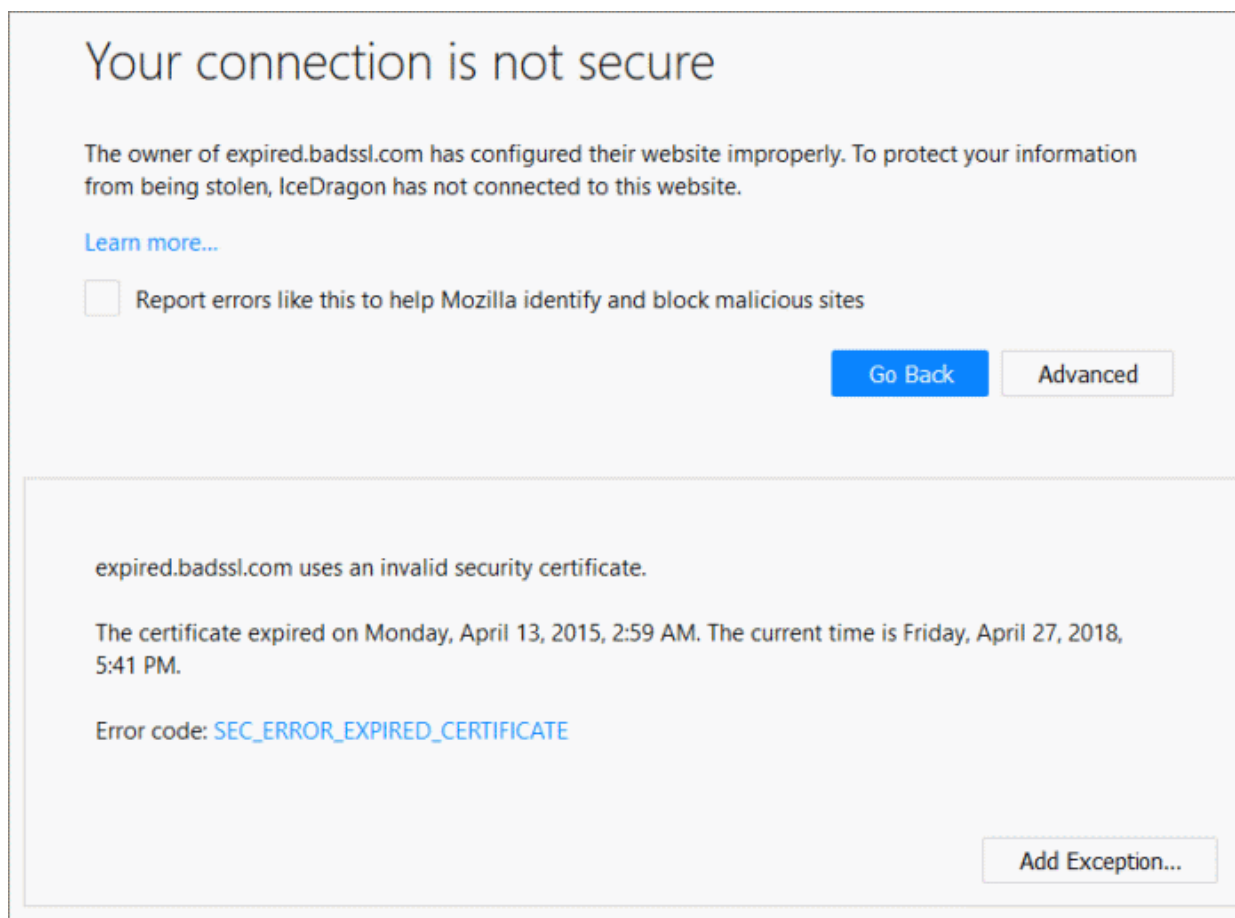 Your connection is not secure
The owner of expired.badssl.com has configured their website improperly. To protect your information
from being stolen, IceDragon has not connected to this website.
Learn more...
Report errors like this to help Mozilla identify and block malicious sites
Go Back
Advanced
expired.badssl.com uses an invalid security certificate.
The certificate expired on Monday, April 13, 2015, 2:59 AM. The current time is Friday, April 27, 2018,
5:41 PM.
Error code: SEC_ERROR_EXPIRED_CERTIFICATE
Add Exception...